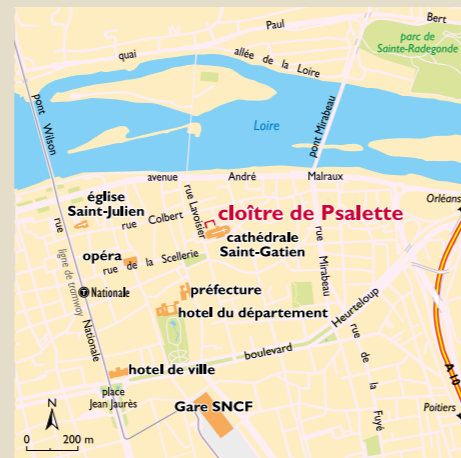 quai Paul Bert
allée de la Loire
parc de
Sainte-Radegonde
pont Wilson
Loire
pont Mirabeau
avenue André Malraux
église
Saint-Julien
rue Colbert
rue Lavoisier
cloître de Psalette
cathédrale
Saint-Gatien
Orléans
opéra
rue de la Scellerie
rue Mirabeau
T Nationale
préfecture
hotel du département
rue Nationale
ligne de tramway
boulevard Heurteloup
rue de la Fuye
A 10
hotel de ville
place
Jean Jaurès
Gare SNCF
Poitiers
N
0 200 m